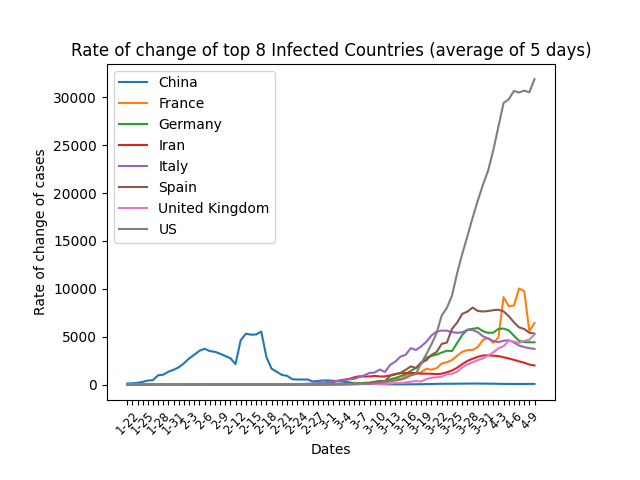 Rate of change of top 8 Infected Countries (average of 5 days)
China
France
Germany
Iran
Italy
Spain
United Kingdom
US
Rate of change of cases
30000
25000
20000
15000
10000
5000
0
1-22 1-25 1-28 1-31 2-3 2-6 2-9 2-12 2-15 2-18 2-21 2-24 2-27 3-1 3-4 3-7 3-10 3-13 3-16 3-19 3-22 3-25 3-28 3-31 4-3 4-6 4-9
Dates